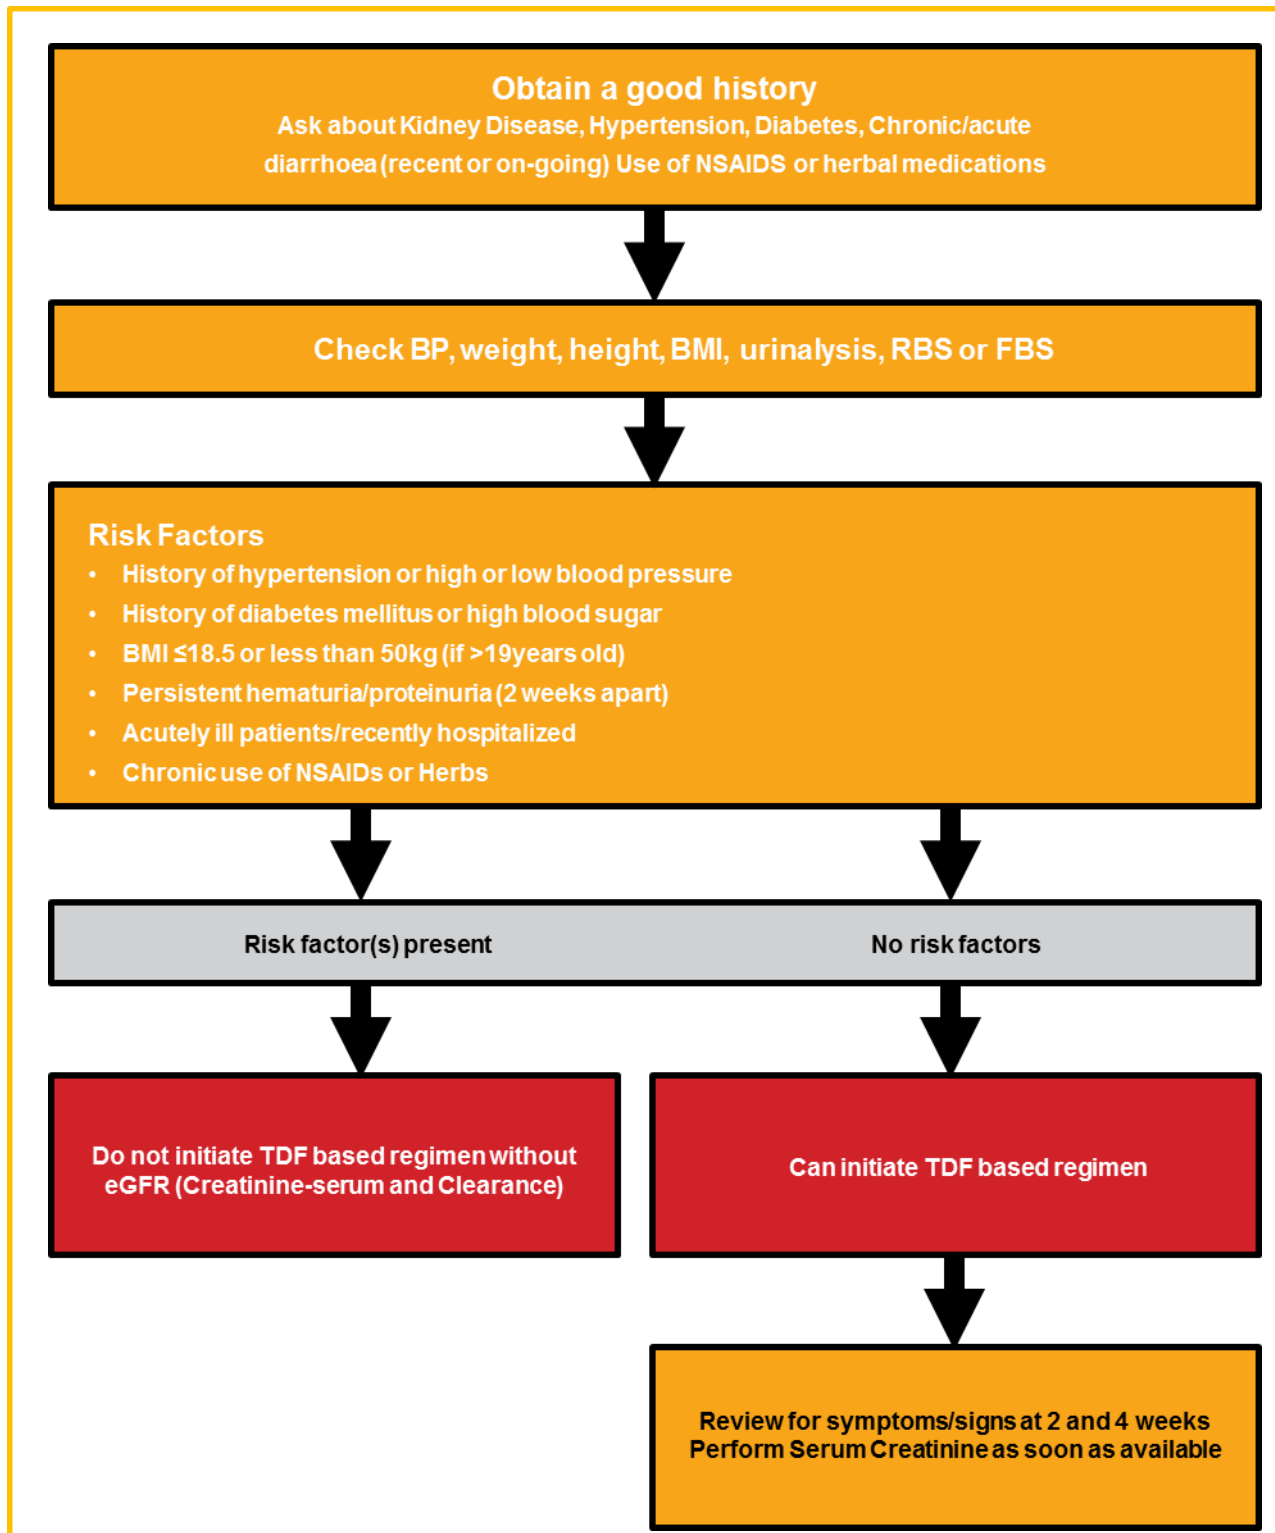 Obtain a good history
Ask about Kidney Disease, Hypertension, Diabetes, Chronic/acute
diarrhoea (recent or on-going) Use of NSAIDS or herbal medications
Check BP, weight, height, BMI, urinalysis, RBS or FBS
Risk Factors
• History of hypertension or high or low blood pressure
• History of diabetes mellitus or high blood sugar
• BMI ≤18.5 or less than 50kg (if >19years old)
• Persistent hematuria/proteinuria (2 weeks apart)
• Acutely ill patients/recently hospitalized
• Chronic use of NSAIDs or Herbs
Risk factor(s) present
No risk factors
Do not initiate TDF based regimen without
eGFR (Creatinine-serum and Clearance)
Can initiate TDF based regimen
Review for symptoms/signs at 2 and 4 weeks
Perform Serum Creatinine as soon as available